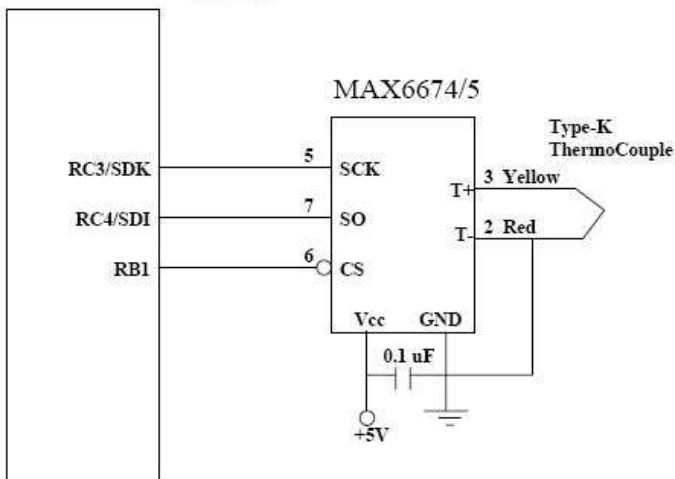 MAX6674/5
Type-K
ThermoCouple
RC3/SDK
5
SCK
T+
3 Yellow
RC4/SDI
7
SO
T-
2 Red
RB1
6
CS
Vcc
GND
0.1 uF
+5V